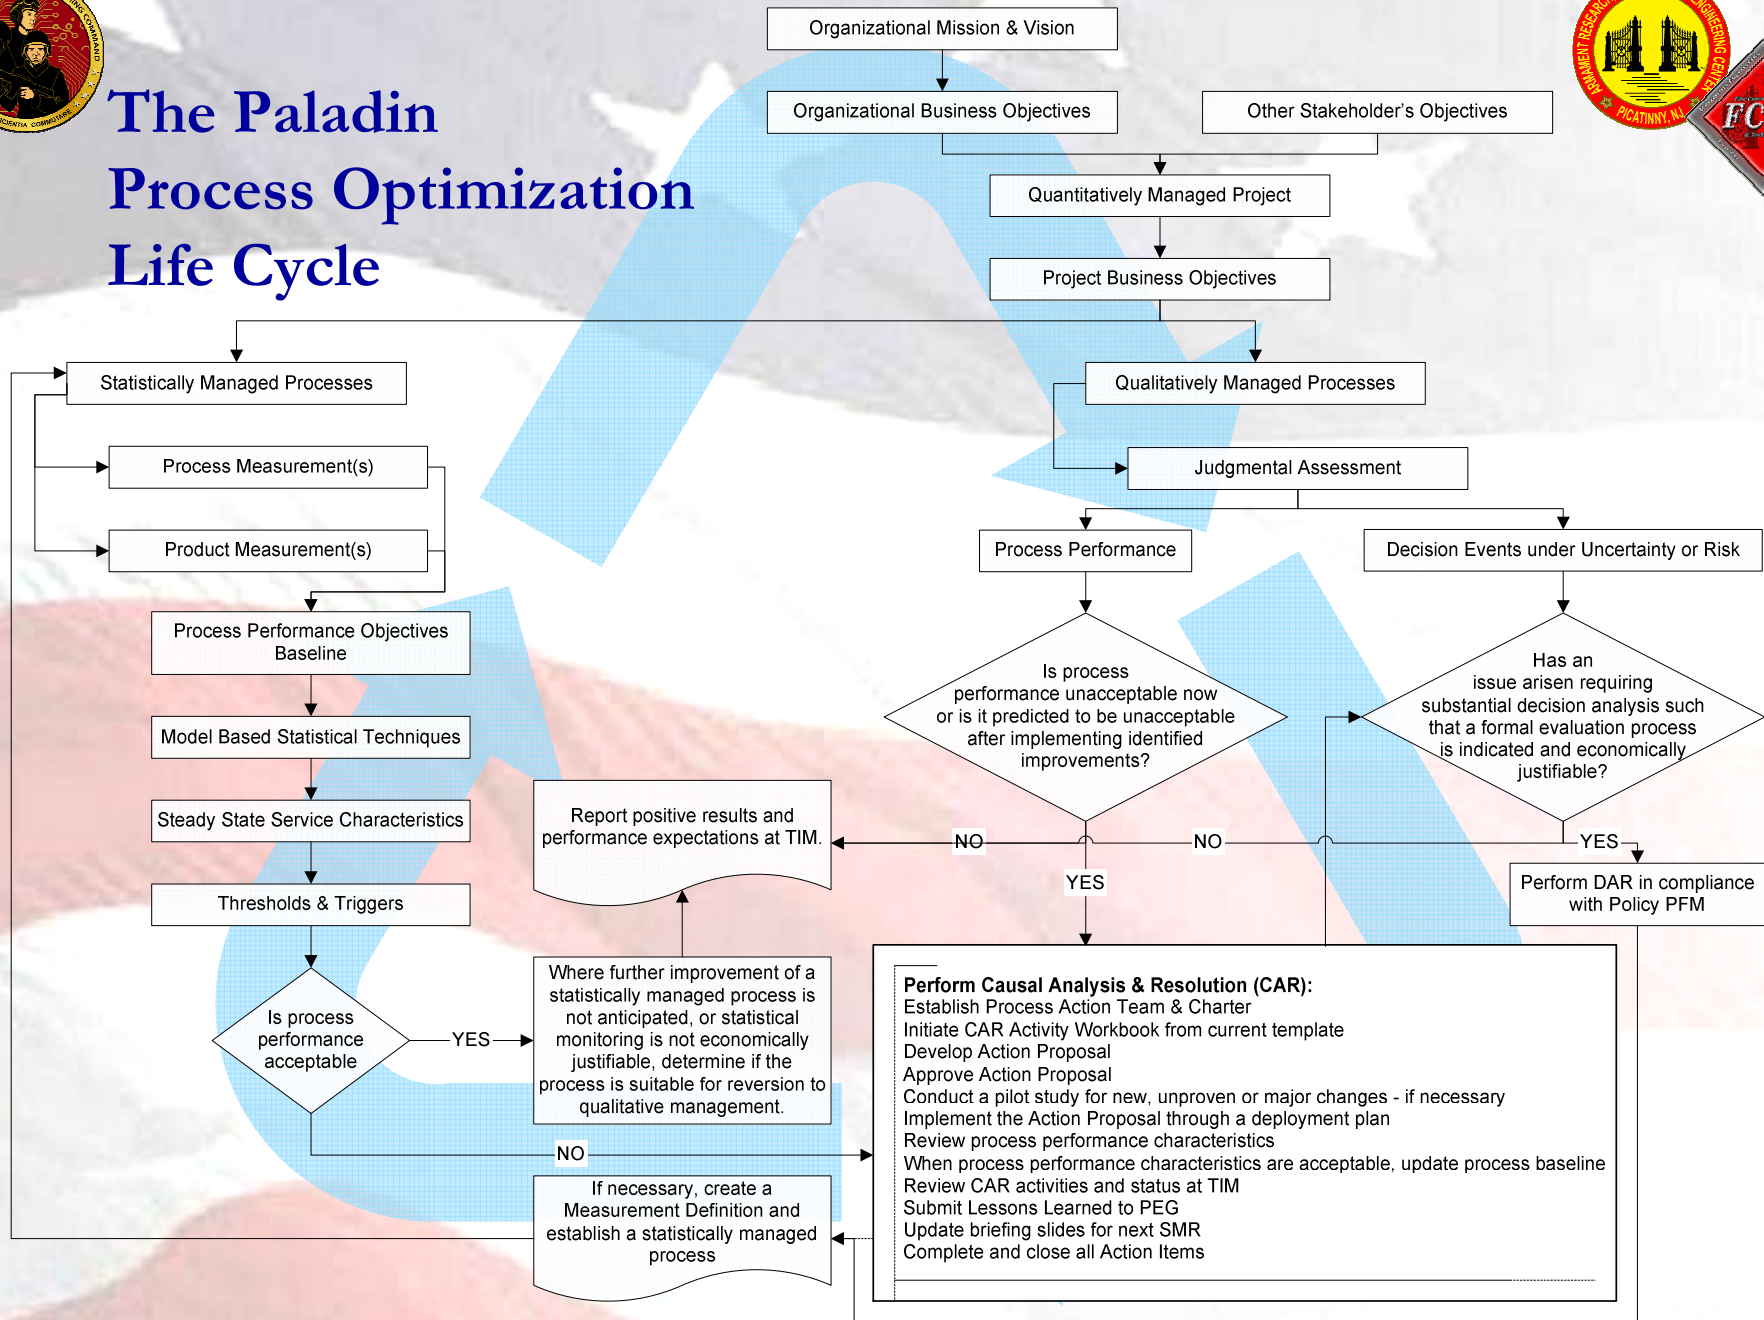 The Paladin
Process Optimization
Life Cycle
ING COMMAND
SCIENTIA COMMUTARE
ARMAMENT RESEARCH
ENGINEERING CENTER
PICATINNY, N.J.
FC
Organizational Mission & Vision
Organizational Business Objectives
Other Stakeholder's Objectives
Quantitatively Managed Project
Project Business Objectives
Statistically Managed Processes
Qualitatively Managed Processes
Process Measurement(s)
Judgmental Assessment
Product Measurement(s)
Process Performance
Decision Events under Uncertainty or Risk
Process Performance Objectives
Baseline
Model Based Statistical Techniques
Steady State Service Characteristics
Thresholds & Triggers
Is process
performance
acceptable
YES
NO
Is process
performance unacceptable now
or is it predicted to be unacceptable
after implementing identified
improvements?
Has an
issue arisen requiring
substantial decision analysis such
that a formal evaluation process
is indicated and economically
justifiable?
Report positive results and
performance expectations at TIM.
NO
NO
YES
YES
Perform DAR in compliance
with Policy PFM
Where further improvement of a
statistically managed process is
not anticipated, or statistical
monitoring is not economically
justifiable, determine if the
process is suitable for reversion to
qualitative management.
If necessary, create a
Measurement Definition and
establish a statistically managed
process
Perform Causal Analysis & Resolution (CAR):
Establish Process Action Team & Charter
Initiate CAR Activity Workbook from current template
Develop Action Proposal
Approve Action Proposal
Conduct a pilot study for new, unproven or major changes - if necessary
Implement the Action Proposal through a deployment plan
Review process performance characteristics
When process performance characteristics are acceptable, update process baseline
Review CAR activities and status at TIM
Submit Lessons Learned to PEG
Update briefing slides for next SMR
Complete and close all Action Items